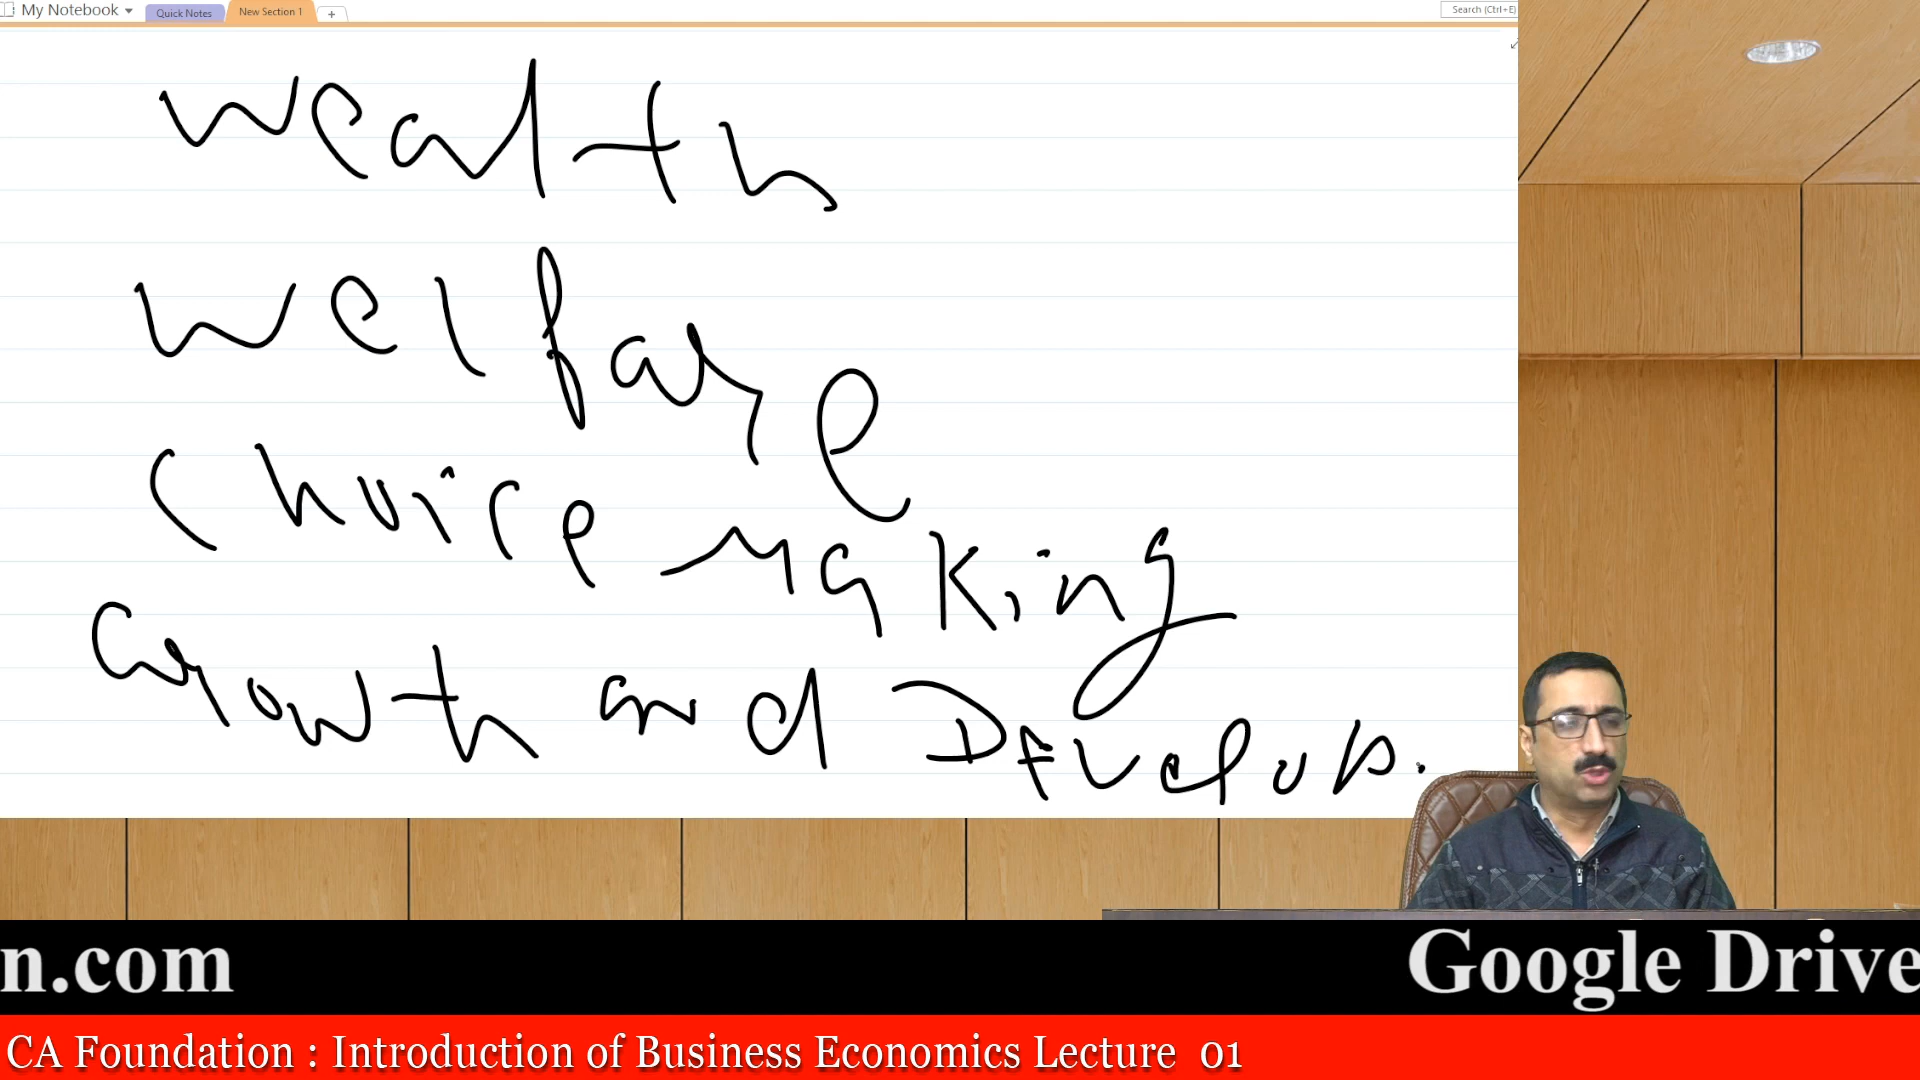 My Notebook
Quick Notes
New Section 1
+
Search (Ctrl+E)
Wealth
Welfare
Choice Making
Growth and Develop.
n.com
Google Drive
CA Foundation : Introduction of Business Economics Lecture 01